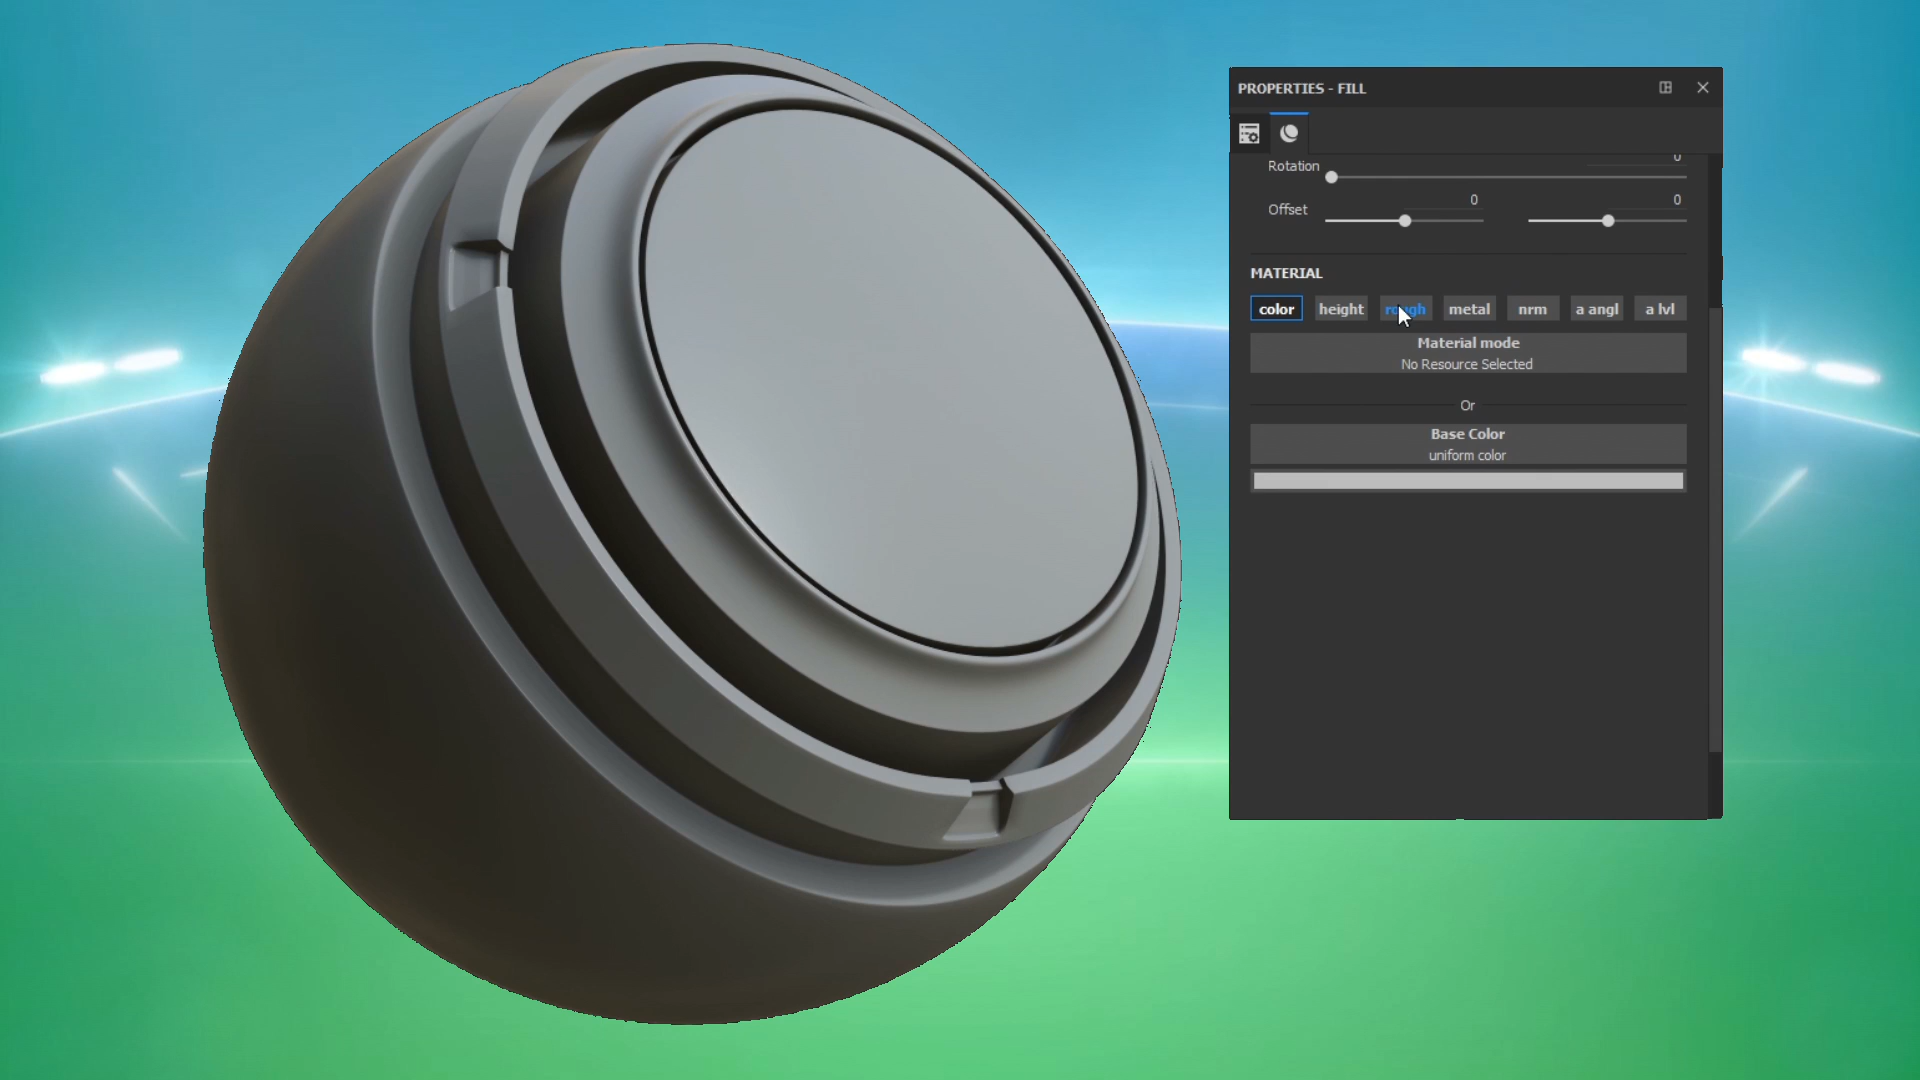 PROPERTIES - FILL
0
Rotation
0 0
Offset
MATERIAL
color height rough metal nrm a angl a lvl
Material mode
No Resource Selected
Or
Base Color
uniform color